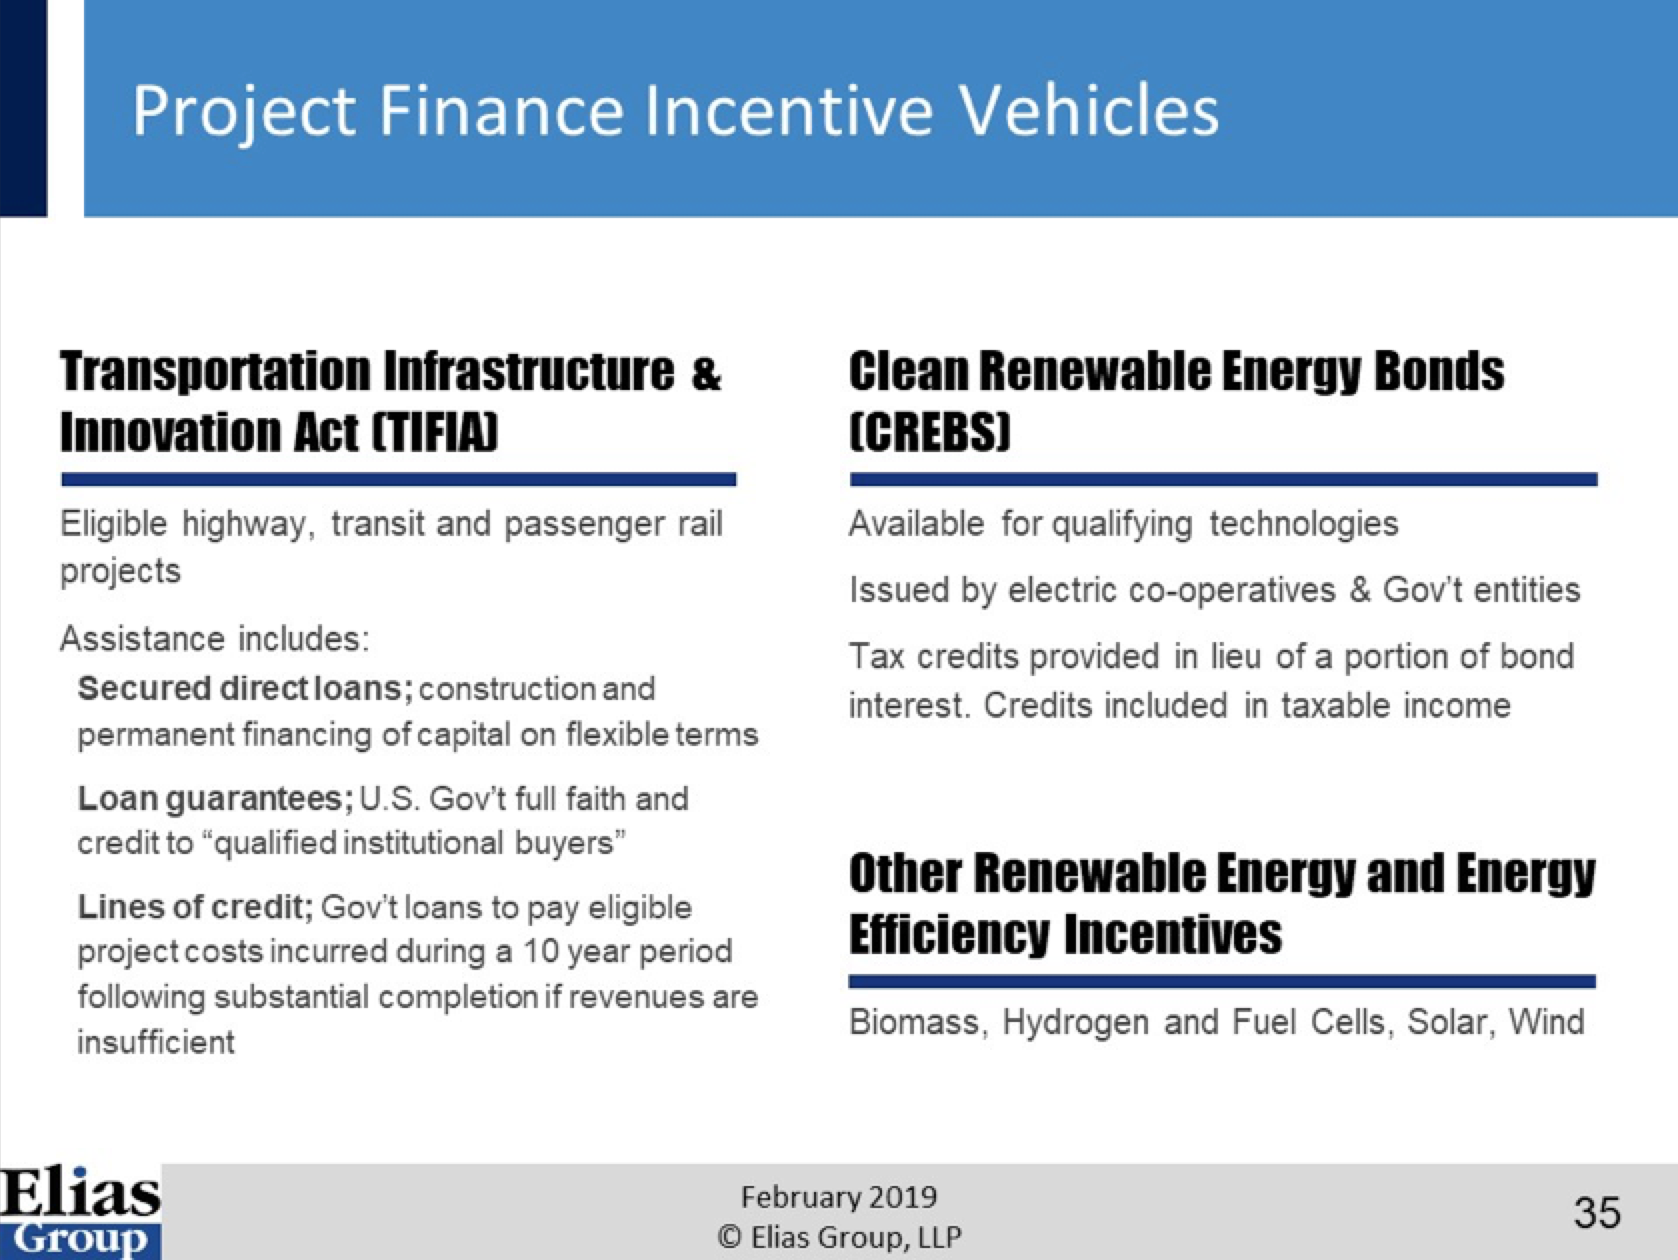 Project Finance Incentive Vehicles
Transportation Infrastructure &
Innovation Act (TIFIA)
Eligible highway, transit and passenger rail
projects
Assistance includes:
Secured direct loans; construction and
permanent financing of capital on flexible terms
Loan guarantees; U.S. Gov't full faith and
credit to “qualified institutional buyers”
Lines of credit; Gov't loans to pay eligible
project costs incurred during a 10 year period
following substantial completion if revenues are
insufficient
Clean Renewable Energy Bonds
(CREBS)
Available for qualifying technologies
Issued by electric co-operatives & Gov't entities
Tax credits provided in lieu of a portion of bond
interest. Credits included in taxable income
Other Renewable Energy and Energy
Efficiency Incentives
Biomass, Hydrogen and Fuel Cells, Solar, Wind
Elias
Group
February 2019
© Elias Group, LLP
35